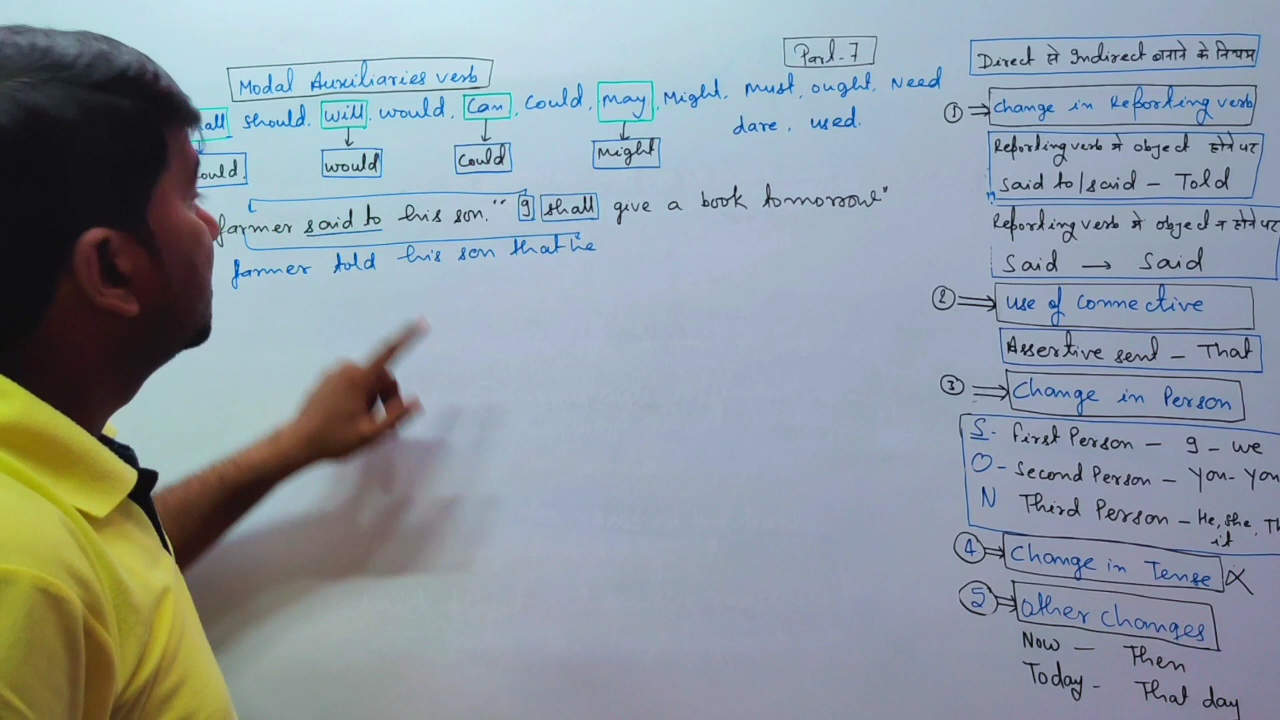 Part-7
Modal Auxiliaries verb
all should, will, would, can, could, may, Might, must, ought, Need
dare, used.
ould would could Might
farmer said to his son." I shall give a book tomorrow"
farmer told his son that he
Direct से Indirect बनाने के नियम
① Change in Reporting verb
Reporting verb मे object होने पर
Said to/said - Told
Reporting verb मे object न होने पर
Said → Said
② use of Connective
Assertive sent - That
③ Change in Person
S- first Person - I - we
O- Second Person - You - You
N Third Person - He, she, Th
it
④ Change in Tense
⑤ other Changes
Now - Then
Today - That day